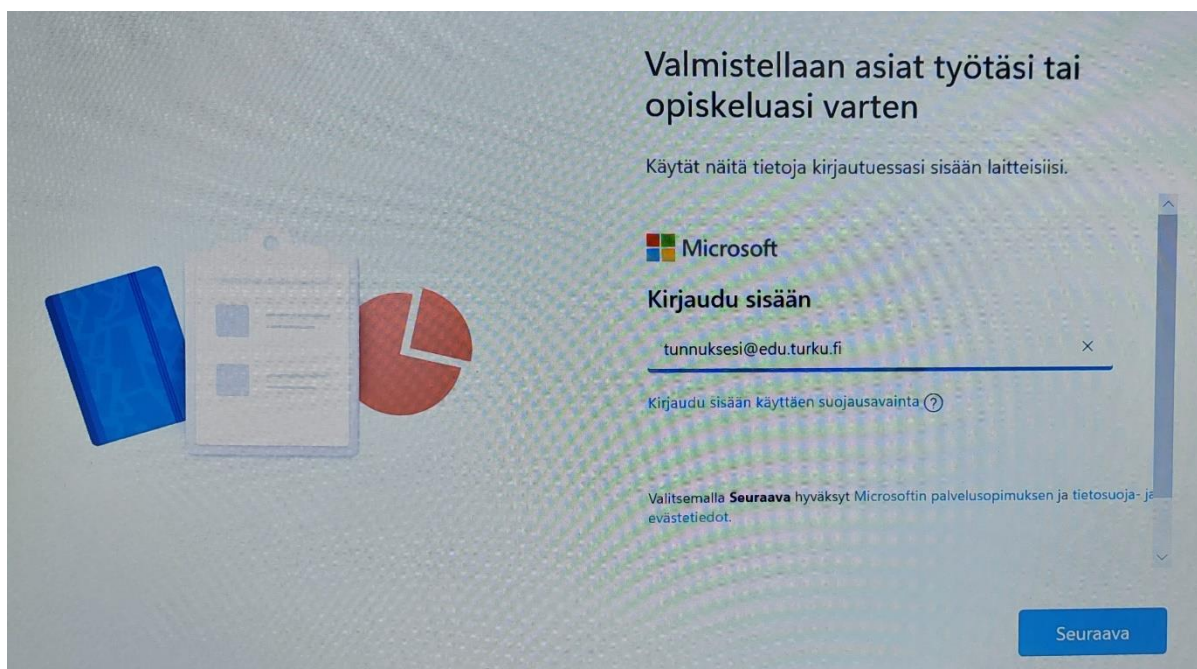 Valmistellaan asiat työtäsi tai
opiskeluasi varten
Käytät näitä tietoja kirjautuessasi sisään laitteisiisi.
Microsoft
Kirjaudu sisään
tunnuksesi@edu.turku.fi
Kirjaudu sisään käyttäen suojausavainta
Valitsemalla Seuraava hyväksyt Microsoftin palvelusopimuksen ja tietosuoja- ja
evästetiedot.
Seuraava